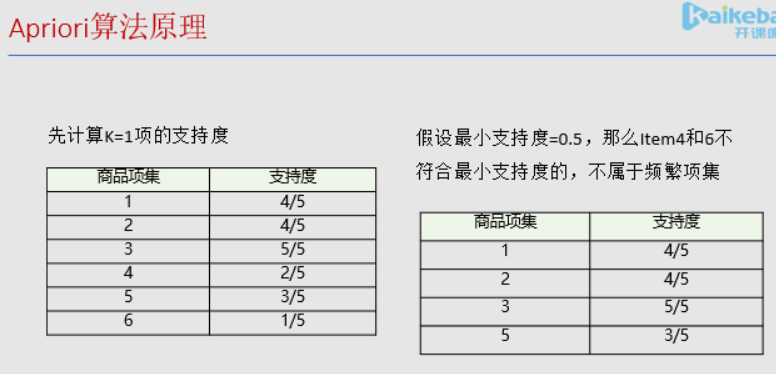 Apriori算法原理
Kaikeba
开课吧
先计算K=1项的支持度
商品项集 支持度
1 4/5
2 4/5
3 5/5
4 2/5
5 3/5
6 1/5
假设最小支持度=0.5，那么Item4和6不
符合最小支持度的，不属于频繁项集
商品项集 支持度
1 4/5
2 4/5
3 5/5
5 3/5